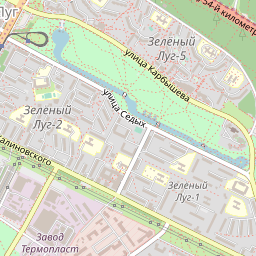 Луг
54-й километр
Зелёный
Луг-5
улица Карбышева
улица Седых
Зелёный
Луг-2
Калиновского
Зелёный
Луг-1
Завод
Термопласт